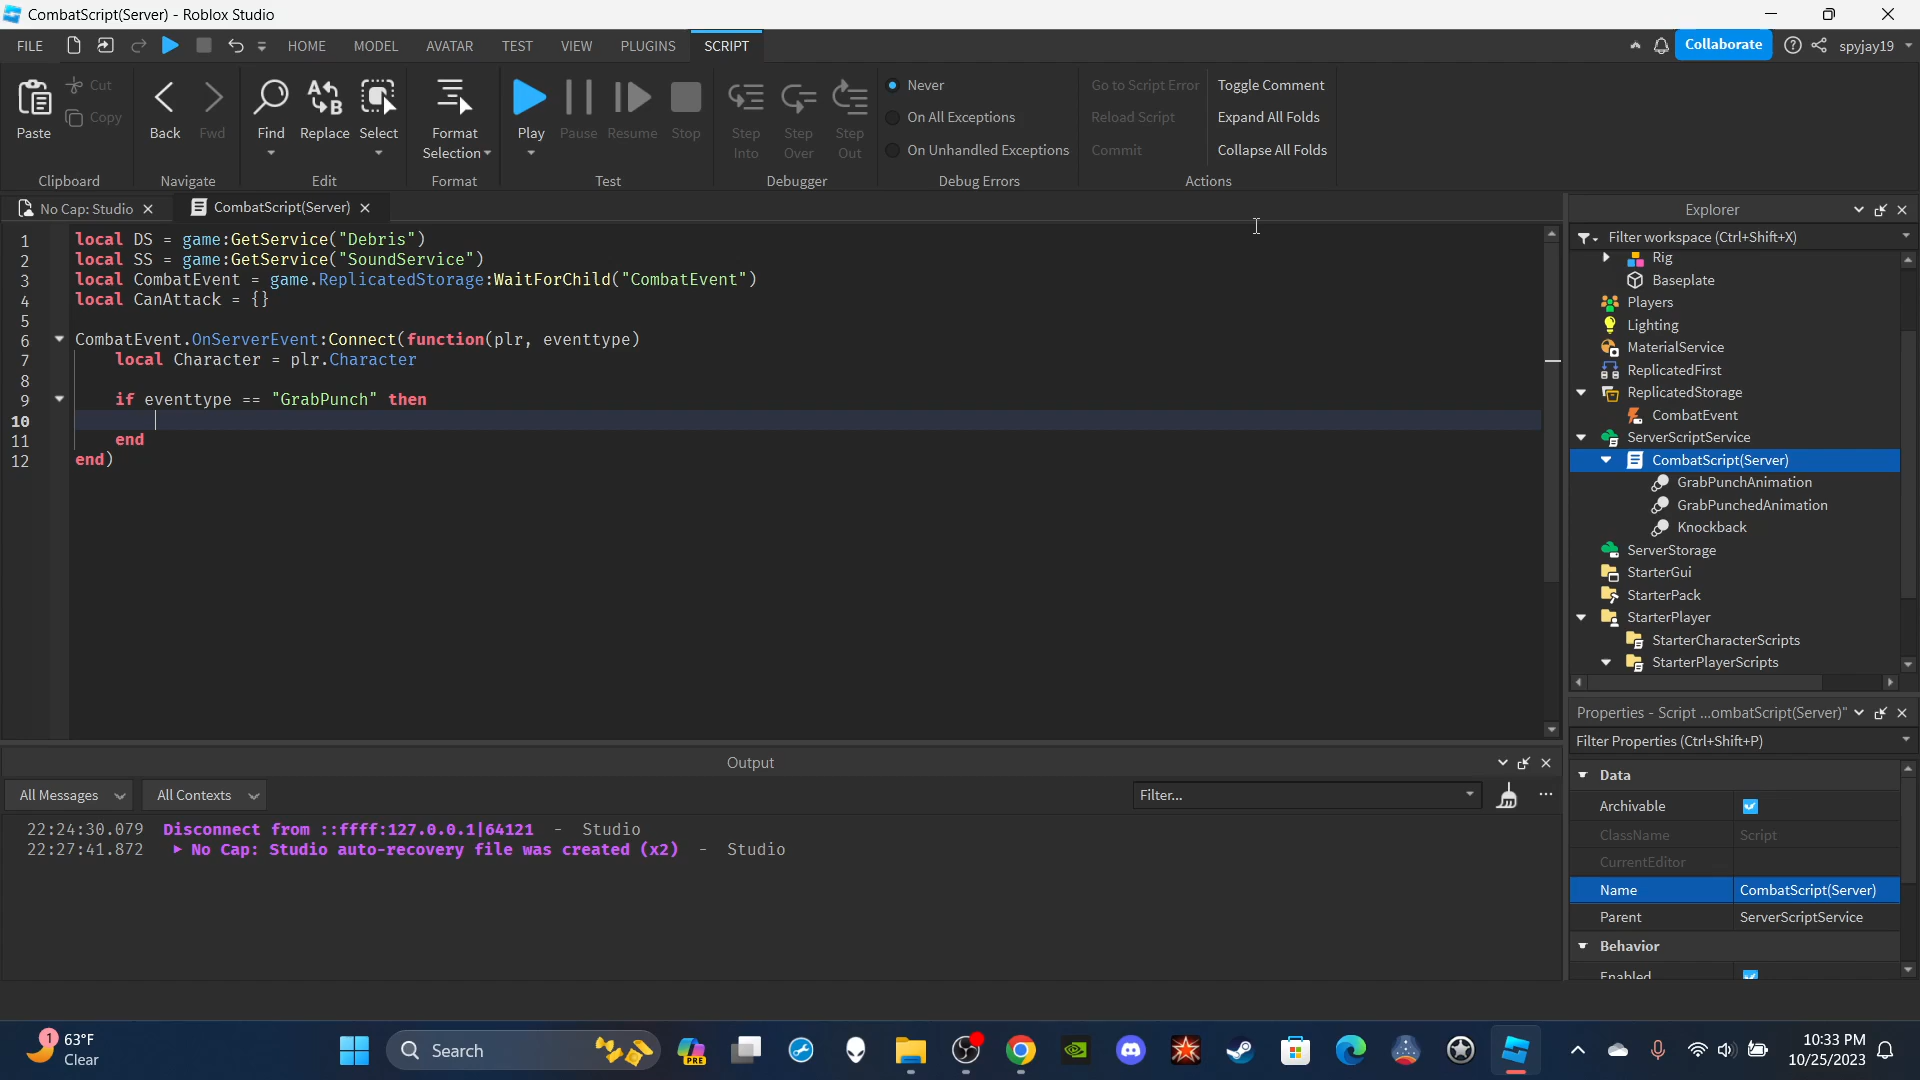 CombatScript(Server) - Roblox Studio
FILE HOME MODEL AVATAR TEST VIEW PLUGINS SCRIPT Collaborate spyjay19
Paste Cut Copy
Clipboard
Back Fwd
Navigate
Find Replace Select
Edit
Format Selection
Format
Play Pause Resume Stop
Test
Step Into Step Over Step Out
Debugger
Never
On All Exceptions
On Unhandled Exceptions
Debug Errors
Go to Script Error
Reload Script
Commit
Toggle Comment
Expand All Folds
Collapse All Folds
Actions
No Cap: Studio CombatScript(Server)
1 local DS = game:GetService("Debris")
2 local SS = game:GetService("SoundService")
3 local CombatEvent = game.ReplicatedStorage:WaitForChild("CombatEvent")
4 local CanAttack = {}
5
6 CombatEvent.OnServerEvent:Connect(function(plr, eventtype)
7 local Character = plr.Character
8
9 if eventtype == "GrabPunch" then
10
11 end
12 end)
Explorer
Filter workspace (Ctrl+Shift+X)
Rig
Baseplate
Players
Lighting
MaterialService
ReplicatedFirst
ReplicatedStorage
CombatEvent
ServerScriptService
CombatScript(Server)
GrabPunchAnimation
GrabPunchedAnimation
Knockback
ServerStorage
StarterGui
StarterPack
StarterPlayer
StarterCharacterScripts
StarterPlayerScripts
Properties - Script ...ombatScript(Server)"
Filter Properties (Ctrl+Shift+P)
Data
Archivable
ClassName Script
CurrentEditor
Name CombatScript(Server)
Parent ServerScriptService
Behavior
Enabled
Output
All Messages All Contexts Filter...
22:24:30.079 Disconnect from ::ffff:127.0.0.1|64121 - Studio
22:27:41.872 No Cap: Studio auto-recovery file was created (x2) - Studio
1 63°F
Clear
Search
PRE
10:33 PM
10/25/2023